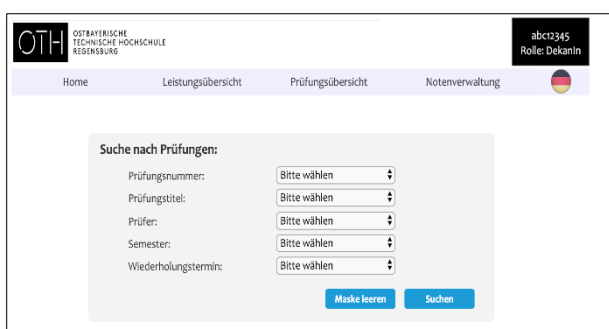 OTH
OSTBAYERISCHE
TECHNISCHE HOCHSCHULE
REGENSBURG
abc12345
Rolle: DekanIn
Home Leistungsübersicht Prüfungsübersicht Notenverwaltung
Suche nach Prüfungen:
Prüfungsnummer: Bitte wählen
Prüfungstitel: Bitte wählen
Prüfer: Bitte wählen
Semester: Bitte wählen
Wiederholungstermin: Bitte wählen
Maske leeren Suchen